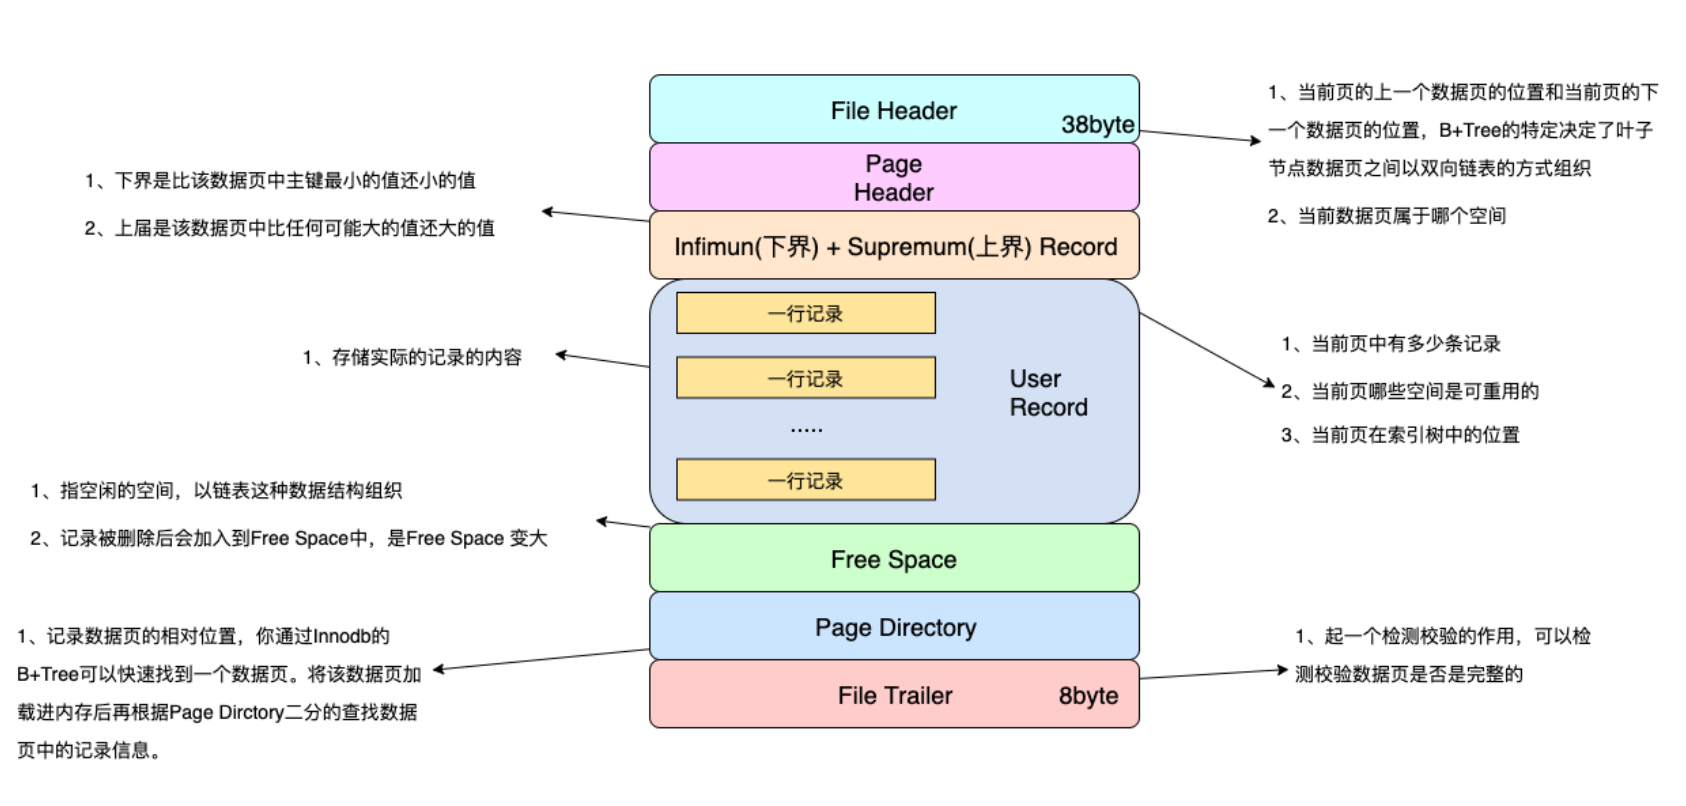 File Header
38byte
Page
Header
Infimun(下界) + Supremum(上界) Record
一行记录
一行记录
.....
一行记录
User
Record
Free Space
Page Directory
File Trailer
8byte
1、下界是比该数据页中主键最小的值还小的值
2、上届是该数据页中比任何可能大的值还大的值
1、存储实际的记录的内容
1、指空闲的空间，以链表这种数据结构组织
2、记录被删除后会加入到Free Space中，是Free Space 变大
1、记录数据页的相对位置，你通过Innodb的
B+Tree可以快速找到一个数据页。将该数据页加
载进内存后再根据Page Dirctory二分的查找数据
页中的记录信息。
1、当前页的上一个数据页的位置和当前页的下
一个数据页的位置，B+Tree的特定决定了叶子
节点数据页之间以双向链表的方式组织
2、当前数据页属于哪个空间
1、当前页中有多少条记录
2、当前页哪些空间是可重用的
3、当前页在索引树中的位置
1、起一个检测校验的作用，可以检
测校验数据页是否是完整的